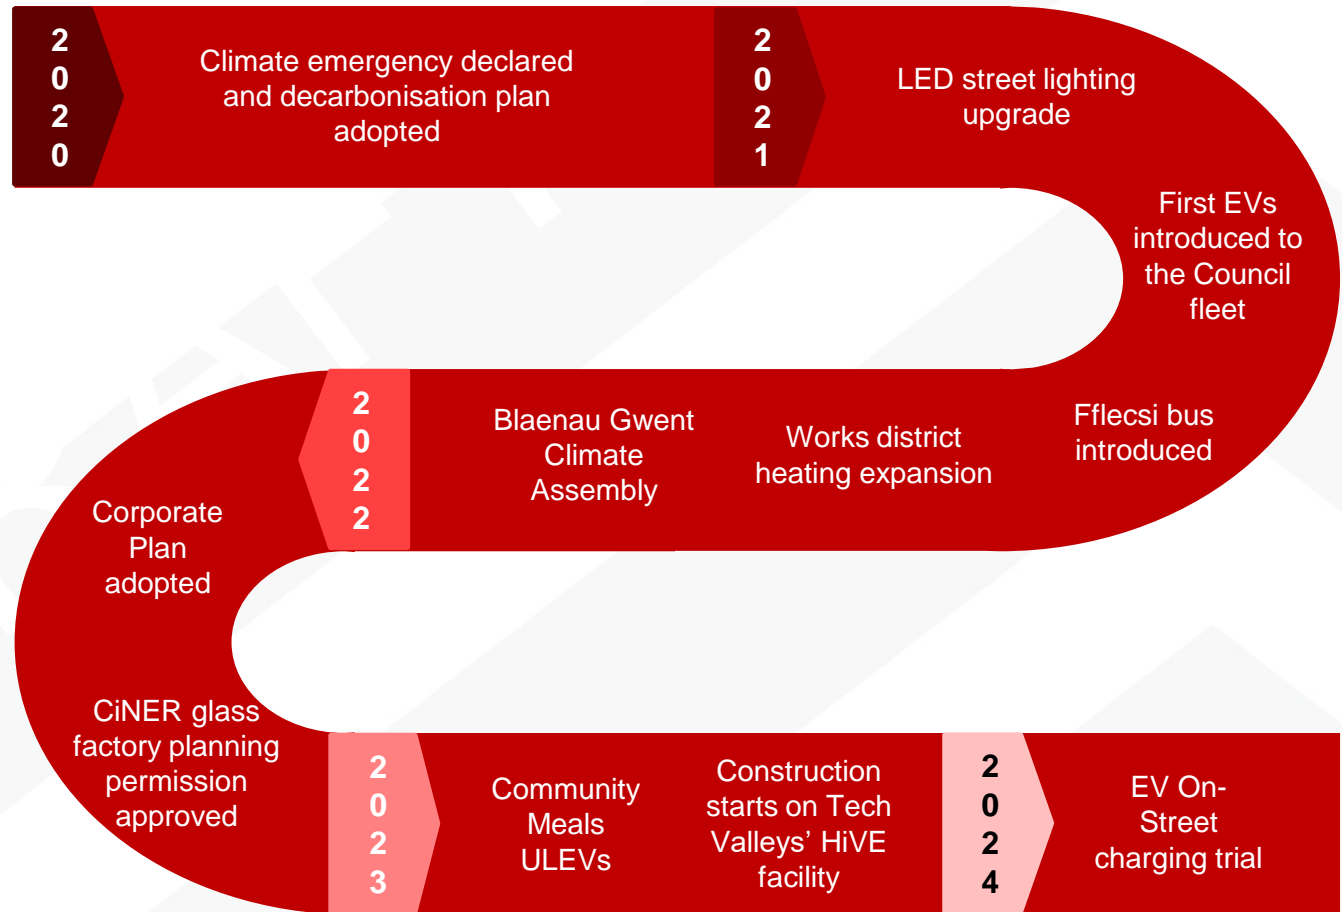 2
0
2
0
Climate emergency declared
and decarbonisation plan
adopted
2
0
2
1
LED street lighting
upgrade
First EVs
introduced to
the Council
fleet
Fflecsi bus
introduced
Works district
heating expansion
Blaenau Gwent
Climate
Assembly
2
0
2
2
Corporate
Plan
adopted
CiNER glass
factory planning
permission
approved
2
0
2
3
Community
Meals
ULEVs
Construction
starts on Tech
Valleys’ HiVE
facility
2
0
2
4
EV On-
Street
charging trial